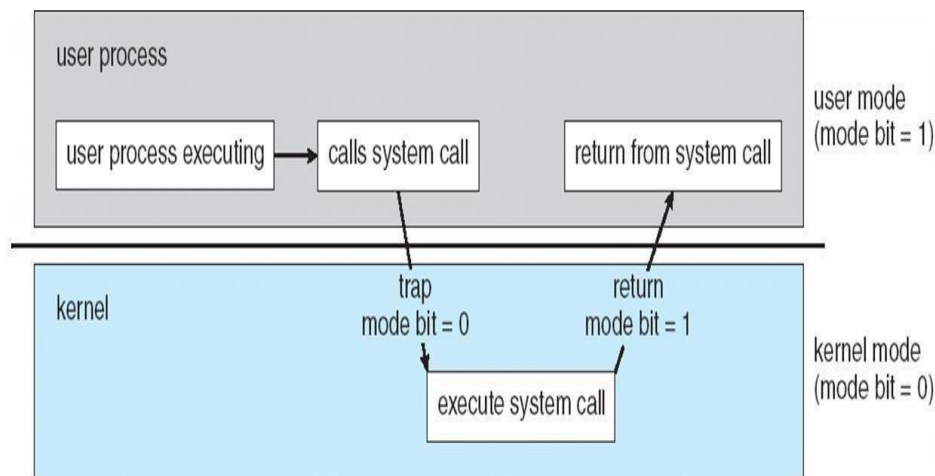 user process
user process executing
calls system call
return from system call
user mode
(mode bit = 1)
trap
mode bit = 0
return
mode bit = 1
kernel
execute system call
kernel mode
(mode bit = 0)